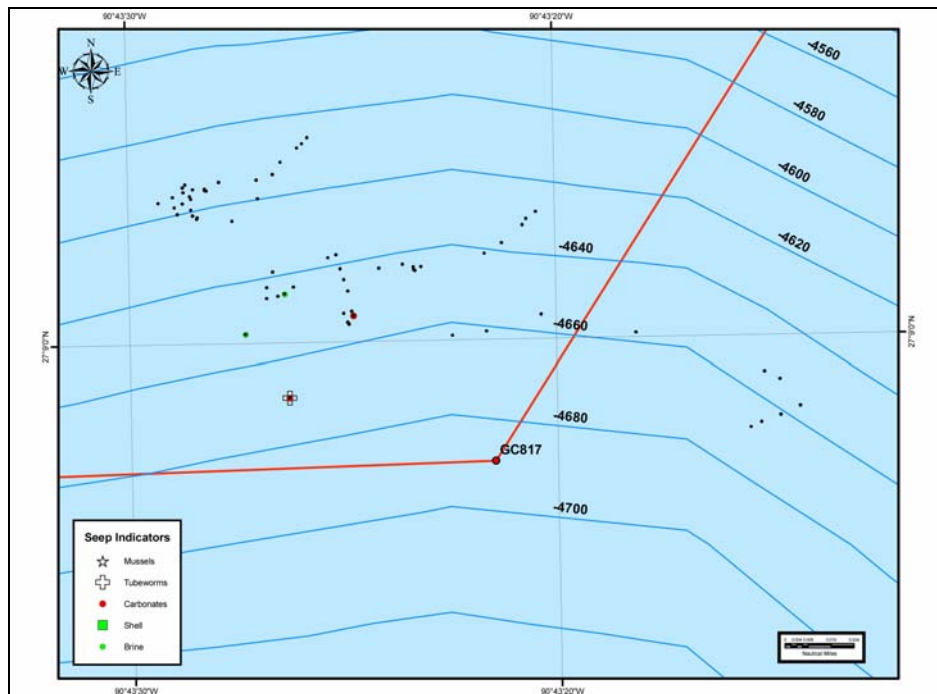 90°43'30"W 90°43'20"W
N
W E
S
-4560
-4580
-4600
-4620
-4640
-4660
27°9'0"N 27°9'0"N
-4680
GC817
-4700
Seep Indicators
Mussels
Tubeworms
Carbonates
Shell
Brine
Nautical Miles
90°43'30"W 90°43'20"W